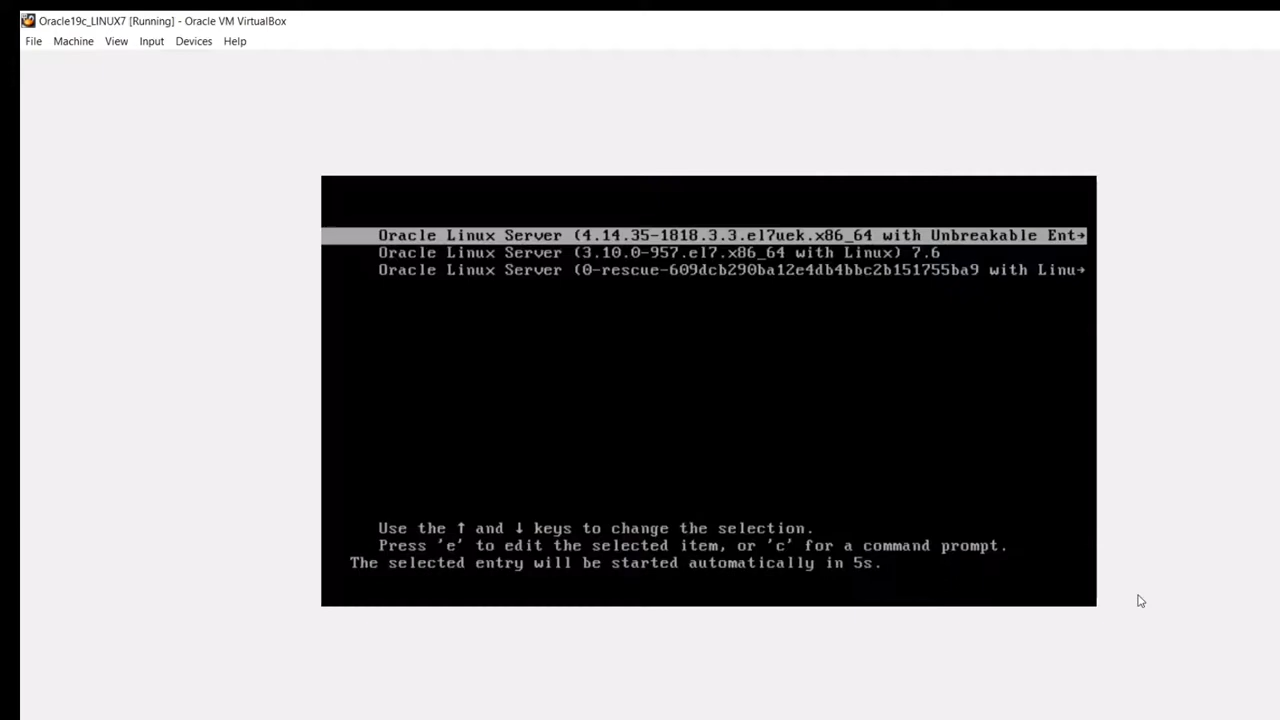 Oracle19c_LINUX7 [Running] - Oracle VM VirtualBox
File Machine View Input Devices Help
Oracle Linux Server (4.14.35-1818.3.3.el7uek.x86_64 with Unbreakable Ent→
Oracle Linux Server (3.10.0-957.el7.x86_64 with Linux) 7.6
Oracle Linux Server (0-rescue-609dcb290ba12e4db4bbc2b151755ba9 with Linu→
Use the ↑ and ↓ keys to change the selection.
Press 'e' to edit the selected item, or 'c' for a command prompt.
The selected entry will be started automatically in 5s.